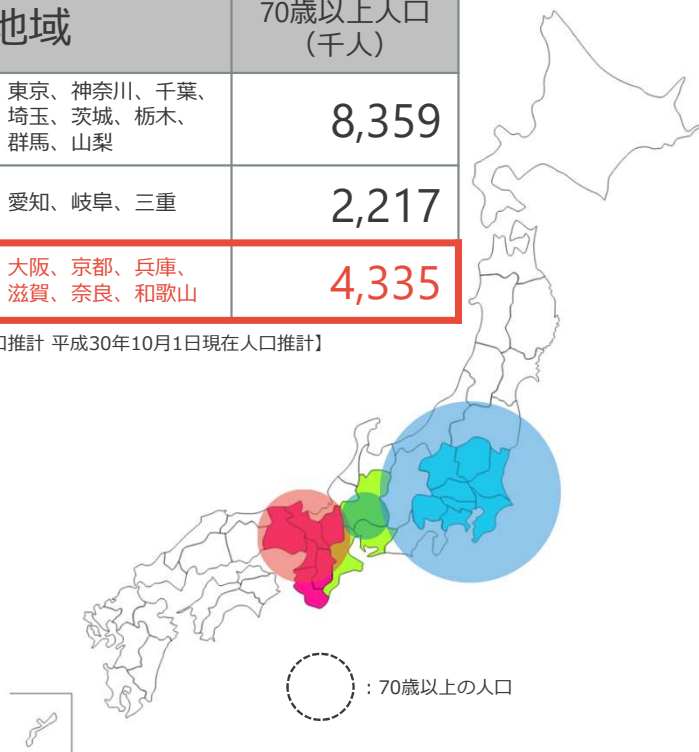 地域
70歳以上人口
（千人）
東京、神奈川、千葉、
埼玉、茨城、栃木、
群馬、山梨
8,359
愛知、岐阜、三重
2,217
大阪、京都、兵庫、
滋賀、奈良、和歌山
4,335
推計 平成30年10月1日現在人口推計】
：70歳以上の人口